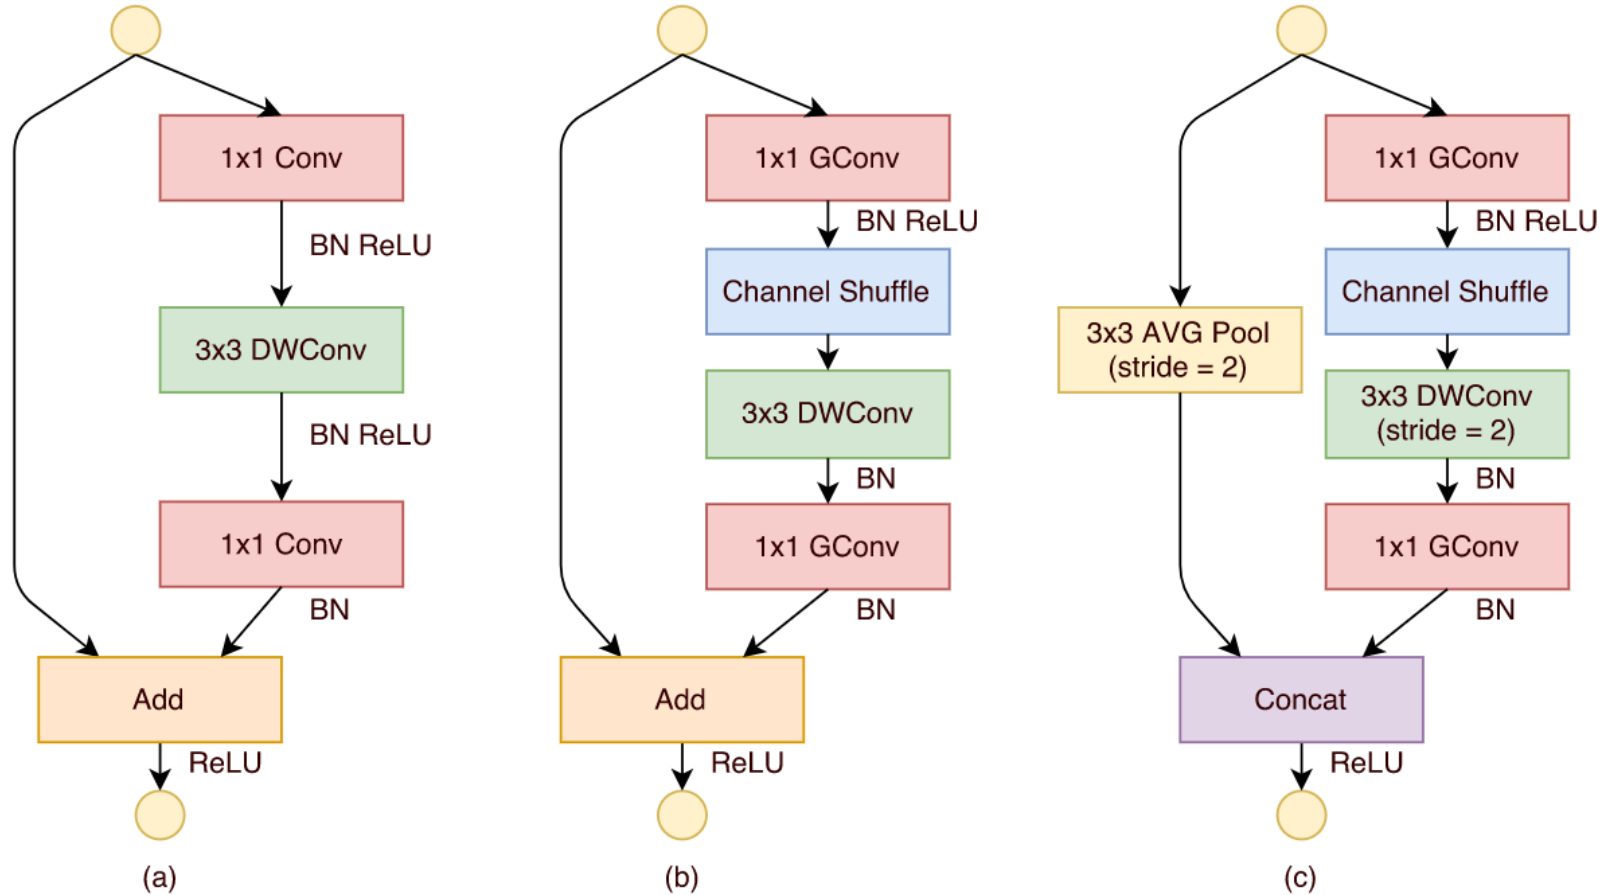 1x1 Conv
BN ReLU
3x3 DWConv
BN ReLU
1x1 Conv
BN
Add
ReLU
(a)
1x1 GConv
BN ReLU
Channel Shuffle
3x3 DWConv
BN
1x1 GConv
BN
Add
ReLU
(b)
1x1 GConv
BN ReLU
Channel Shuffle
3x3 AVG Pool
(stride = 2)
3x3 DWConv
(stride = 2)
BN
1x1 GConv
BN
Concat
ReLU
(c)